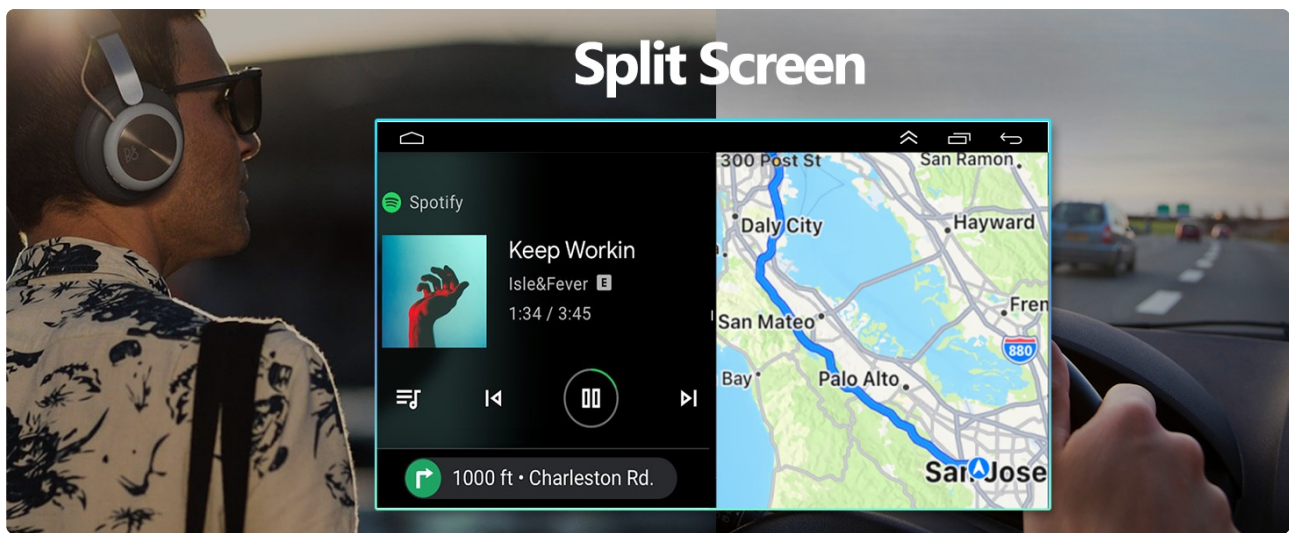 Split Screen
Spotify
Keep Workin
Isle&Fever E
1:34 / 3:45
1000 ft • Charleston Rd.
300 Post St
San Ramon
Daly City
Hayward
Fren
San Mateo
880
Bay
Palo Alto
San Jose
B&O